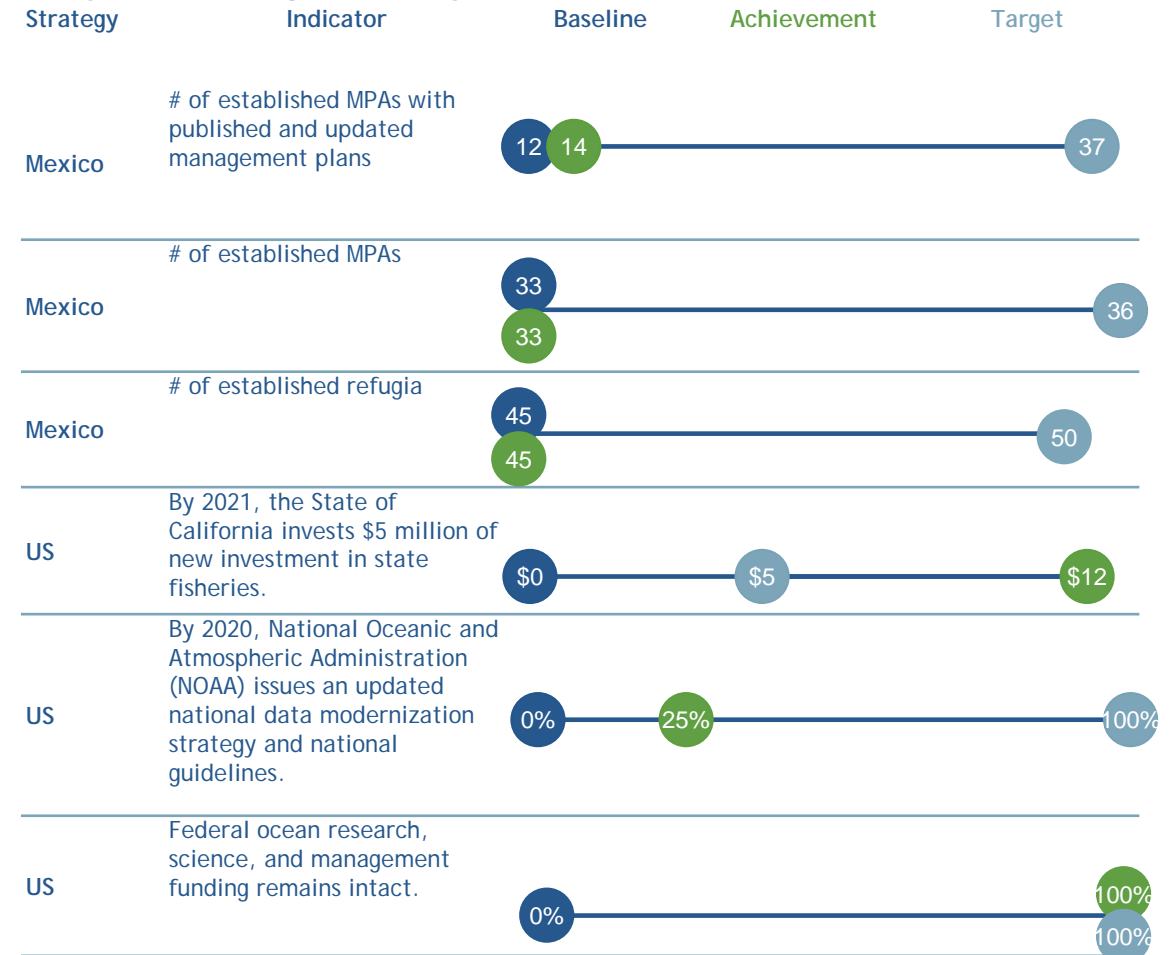 Strategy Indicator Baseline Achievement Target
# of established MPAs with
published and updated
management plans
Mexico
12 14 37
# of established MPAs
Mexico
33
33
36
# of established refugia
Mexico
45
45
50
By 2021, the State of
California invests $5 million of
new investment in state
fisheries.
US
$0 $5 $12
By 2020, National Oceanic and
Atmospheric Administration
(NOAA) issues an updated
national data modernization
strategy and national
guidelines.
US
0% 25% 100%
Federal ocean research,
science, and management
funding remains intact.
US
0%
100%
100%